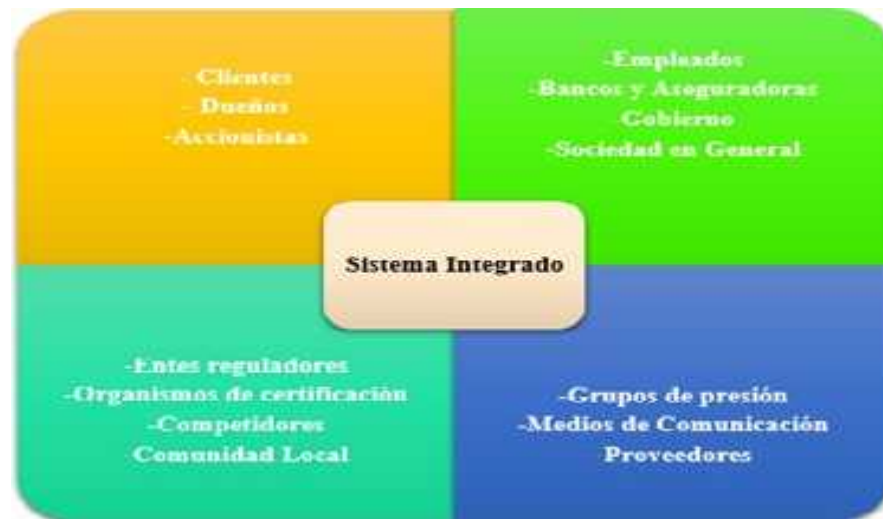 - Clientes
- Dueños
-Accionistas
-Empleados
-Bancos y Aseguradoras
-Gobierno
-Sociedad en General
Sistema Integrado
-Entes reguladores
-Organismos de certificación
-Competidores
Comunidad Local
-Grupos de presión
-Medios de Comunicación
Proveedores